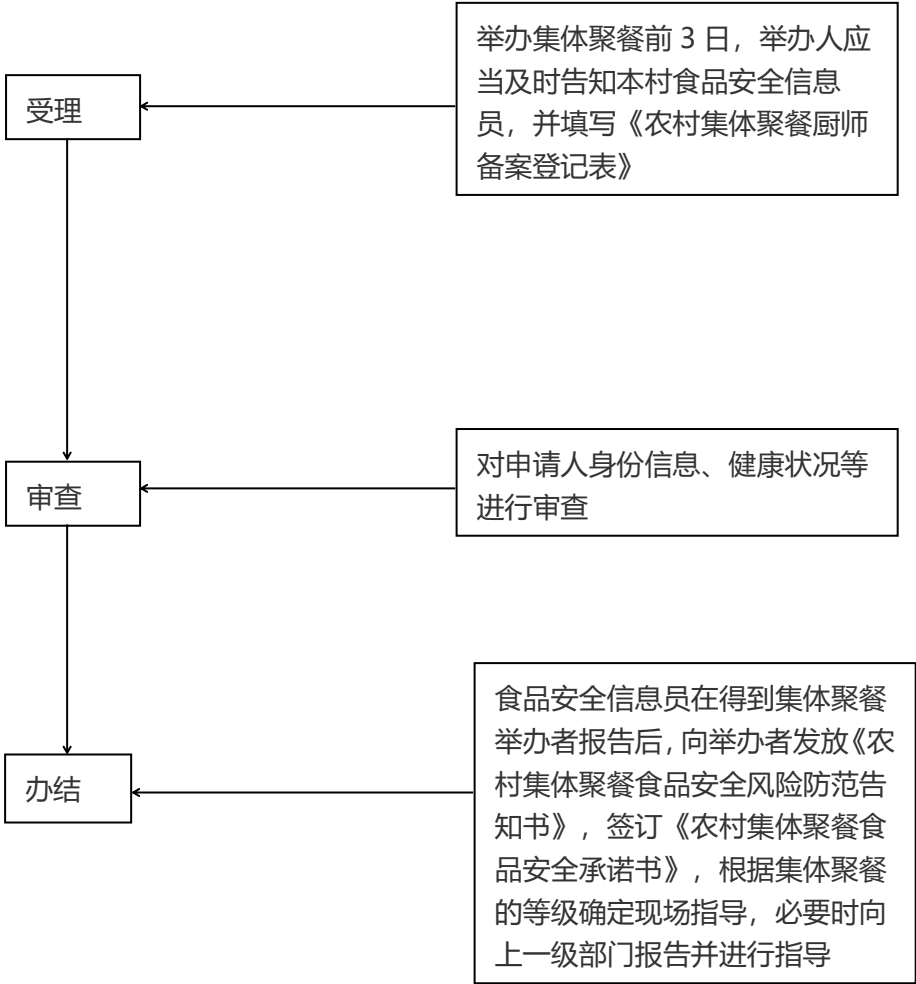 举办集体聚餐前 3 日，举办人应
当及时告知本村食品安全信息
员，并填写《农村集体聚餐厨师
备案登记表》
受理
对申请人身份信息、健康状况等
进行审查
审查
食品安全信息员在得到集体聚餐
举办者报告后，向举办者发放《农
村集体聚餐食品安全风险防范告
知书》，签订《农村集体聚餐食
品安全承诺书》，根据集体聚餐
的等级确定现场指导，必要时向
上一级部门报告并进行指导
办结